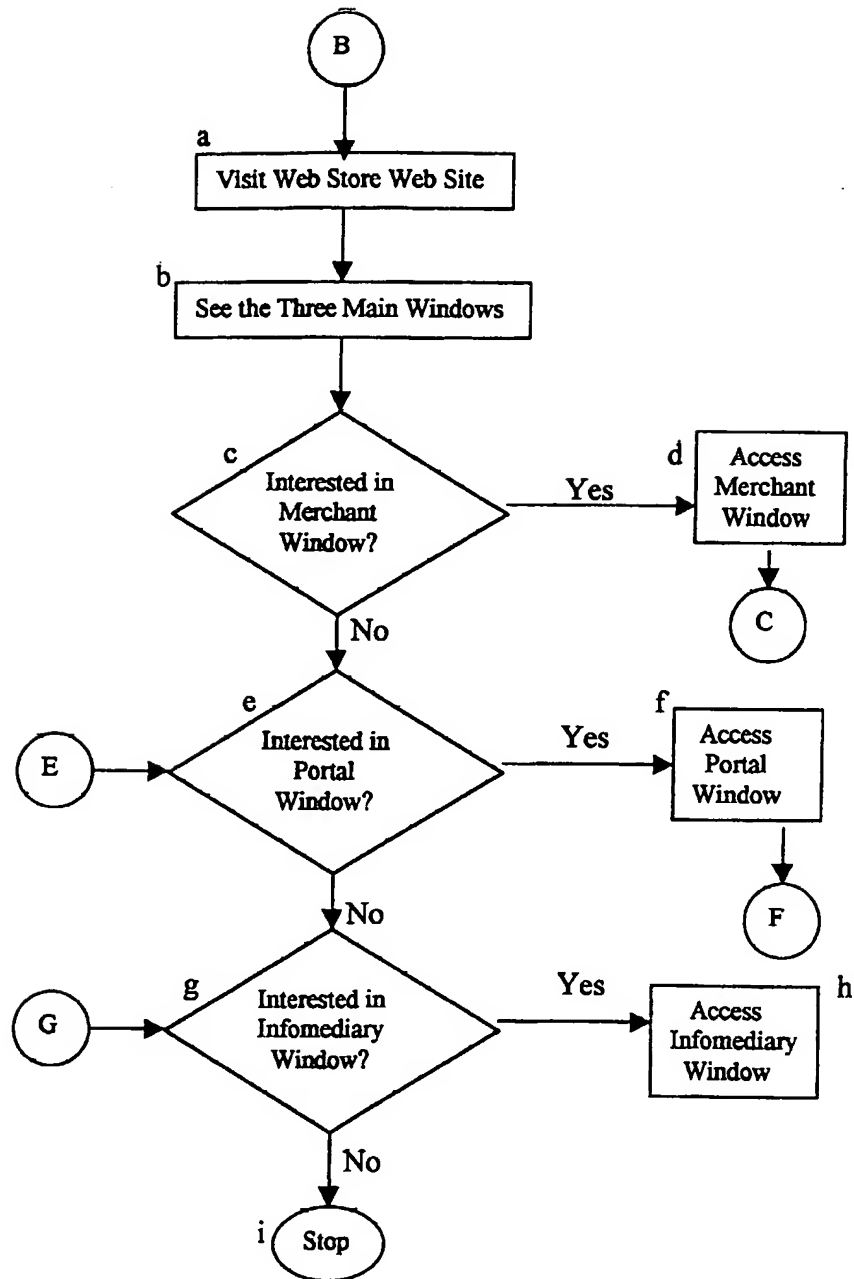 B
a
Visit Web Store Web Site
b
See the Three Main Windows
c
Interested in
Merchant
Window?
Yes
d
Access
Merchant
Window
C
No
e
E
Interested in
Portal
Window?
Yes
f
Access
Portal
Window
F
No
g
G
Interested in
Infomediary
Window?
Yes
h
Access
Infomediary
Window
No
i
Stop